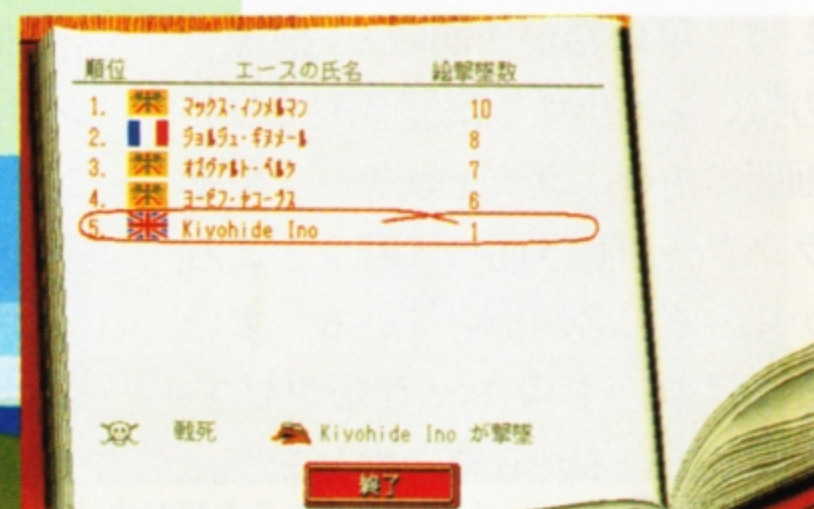 順位 エースの氏名 総撃墜数
1. マックス・インメルマン 10
2. ジョルジュ・ギヌメール 8
3. オズヴァルト・ベルケ 7
4. ヨーゼフ・ヤコープス 6
5. Kiyohide Ino 1
戦死 Kiyohide Ino が撃墜
終了